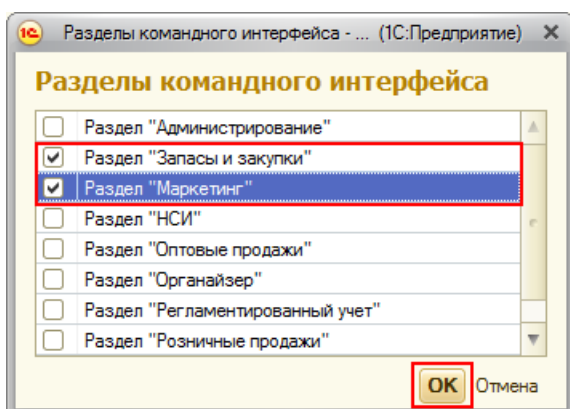 1С Разделы командного интерфейса - ... (1С:Предприятие)
Разделы командного интерфейса
Раздел "Администрирование"
Раздел "Запасы и закупки"
Раздел "Маркетинг"
Раздел "НСИ"
Раздел "Оптовые продажи"
Раздел "Органайзер"
Раздел "Регламентированный учет"
Раздел "Розничные продажи"
ОК Отмена